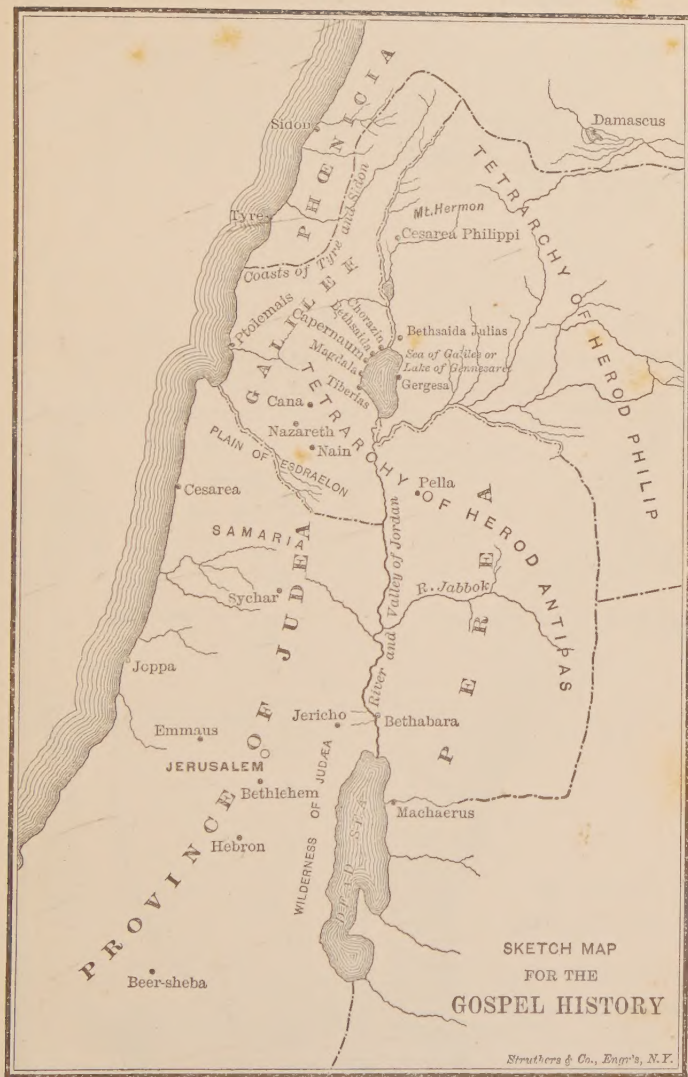 PHŒNICIA
Sidon
Damascus
TETRARCHY OF HEROD PHILIP
Mt. Hermon
Tyre
Cesarea Philippi
Coasts of Tyre and Sidon
GALILEE
Ptolemais
Chorazin
Bethsaida
Capernaum
Magdala
Bethsaida Julias
Sea of Galilee or
Lake of Gennesaret
Gergesa
Tiberias
TETRARCHY OF HEROD ANTIPAS
Cana
Nazareth
Nain
PLAIN OF ESDRAELON
Cesarea
Pella
SAMARIA
PEREA
River and Valley of Jordan
R. Jabbok
Sychar
Joppa
Jericho
Bethabara
Emmaus
JERUSALEM
Bethlehem
WILDERNESS OF JUDÆA
Machaerus
DEAD SEA
Hebron
PROVINCE OF JUDEA
Beer-sheba
SKETCH MAP
FOR THE
GOSPEL HISTORY
Struthers & Co., Engr's, N.Y.